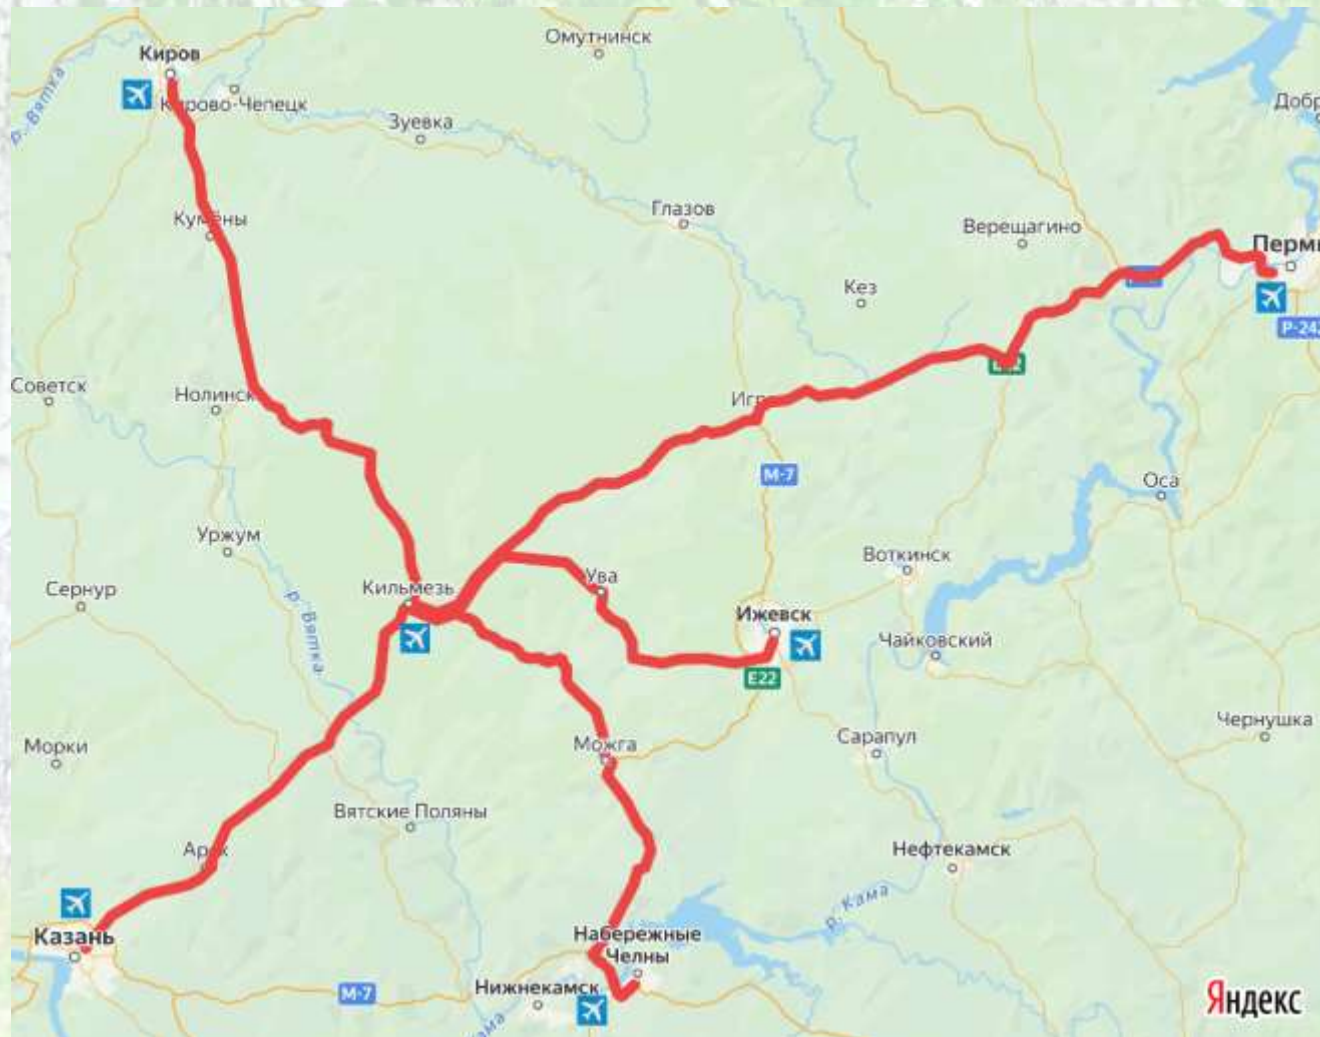 Омутнинск
Киров
Добр
Кирово-Чепецк
р. Вятка
Зуевка
Глазов
Кумёны
Верещагино
Пермь
Кез
P-242
Советск
Нолинск
Игра
М-7
Оса
Уржум
Воткинск
Сернур
Кильмезь
Ува
р. Вятка
Ижевск
Чайковский
E22
Чернушка
Морки
Можга
Сарапул
Вятские Поляны
Арск
Нефтекамск
р. Кама
Казань
Набережные
Челны
Нижнекамск
М-7
Яндекс